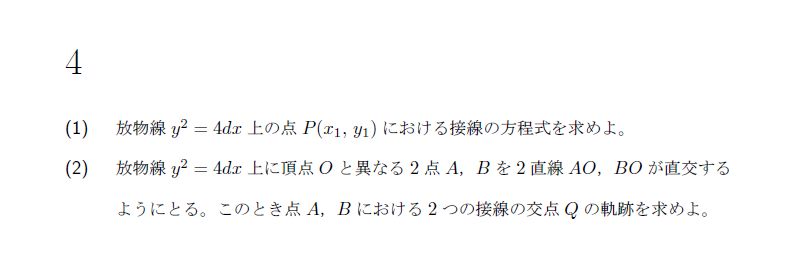 4
(1) 放物線 y² = 4dx 上の点 P(x₁, y₁) における接線の方程式を求めよ。
(2) 放物線 y² = 4dx 上に頂点 O と異なる 2 点 A，B を 2 直線 AO，BO が直交する
ようにとる。このとき点 A，B における 2 つの接線の交点 Q の軌跡を求めよ。